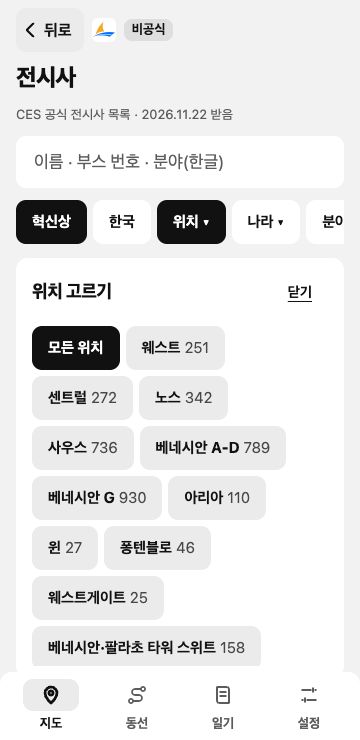 뒤로 비공식
전시사
CES 공식 전시사 목록 · 2026.11.22 받음
이름 · 부스 번호 · 분야(한글)
혁신상 한국 위치 ▾ 나라 ▾ 분야
위치 고르기 닫기
모든 위치 웨스트 251
센트럴 272 노스 342
사우스 736 베네시안 A-D 789
베네시안 G 930 아리아 110
윈 27 퐁텐블로 46
웨스트게이트 25
베네시안·팔라초 타워 스위트 158
지도 동선 일기 설정